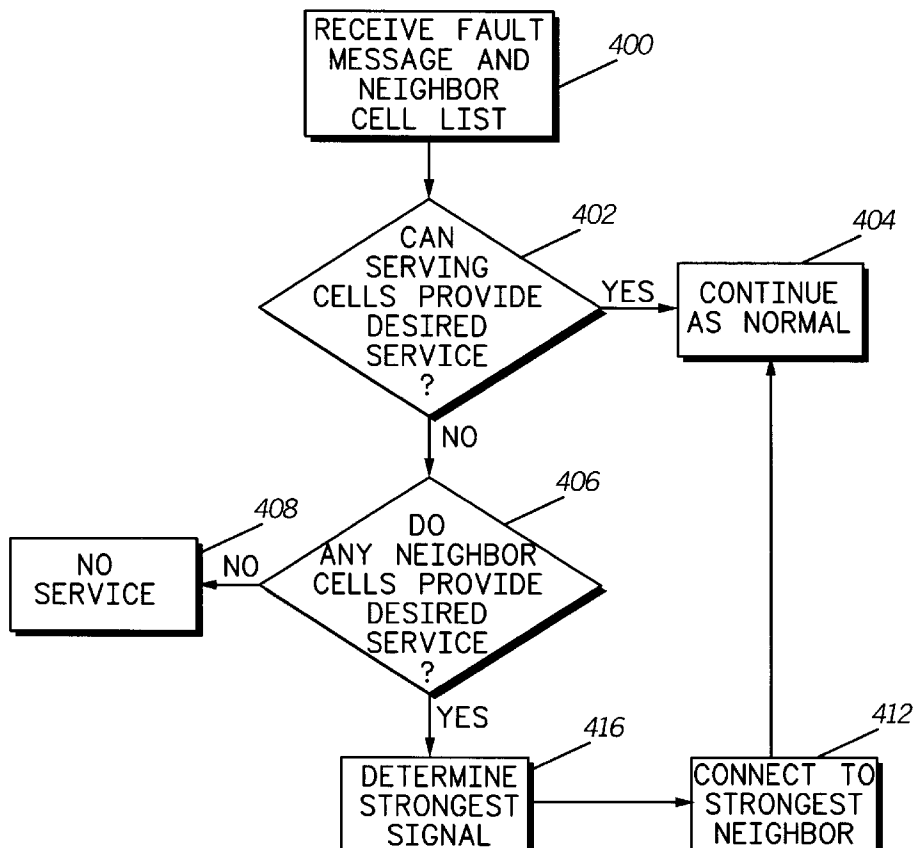 RECEIVE FAULT
MESSAGE AND
NEIGHBOR
CELL LIST
400
402
CAN
SERVING
CELLS PROVIDE
DESIRED
SERVICE
?
YES
404
CONTINUE
AS NORMAL
NO
406
DO
ANY NEIGHBOR
CELLS PROVIDE
DESIRED
SERVICE
?
NO
408
NO
SERVICE
YES
416
DETERMINE
STRONGEST
SIGNAL
412
CONNECT TO
STRONGEST
NEIGHBOR